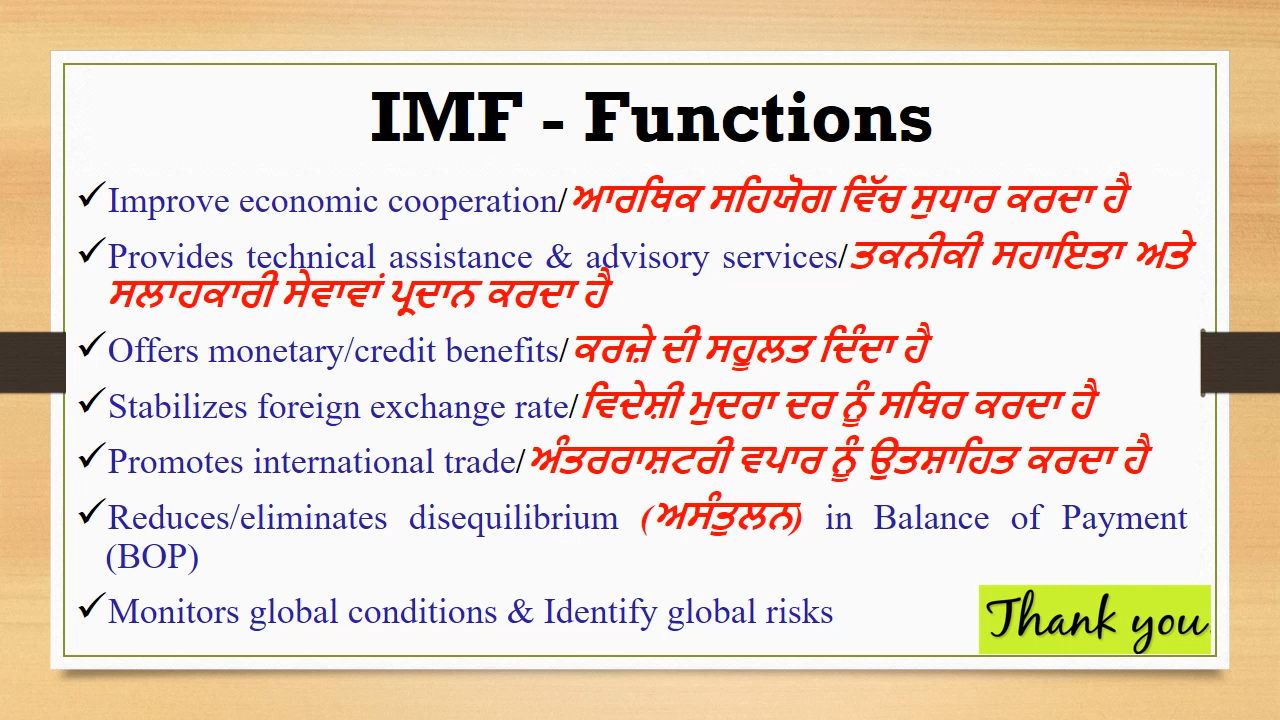 IMF - Functions
✓Improve economic cooperation/ਆਰਥਿਕ ਸਹਿਯੋਗ ਵਿੱਚ ਸੁਧਾਰ ਕਰਦਾ ਹੈ
✓Provides technical assistance & advisory services/ਤਕਨੀਕੀ ਸਹਾਇਤਾ ਅਤੇ
ਸਲਾਹਕਾਰੀ ਸੇਵਾਵਾਂ ਪ੍ਰਦਾਨ ਕਰਦਾ ਹੈ
✓Offers monetary/credit benefits/ਕਰਜ਼ੇ ਦੀ ਸਹੂਲਤ ਦਿੰਦਾ ਹੈ
✓Stabilizes foreign exchange rate/ਵਿਦੇਸ਼ੀ ਮੁਦਰਾ ਦਰ ਨੂੰ ਸਥਿਰ ਕਰਦਾ ਹੈ
✓Promotes international trade/ਅੰਤਰਰਾਸ਼ਟਰੀ ਵਪਾਰ ਨੂੰ ਉਤਸ਼ਾਹਿਤ ਕਰਦਾ ਹੈ
✓Reduces/eliminates disequilibrium (ਅਸੰਤੁਲਨ) in Balance of Payment
(BOP)
✓Monitors global conditions & Identify global risks
Thank you.